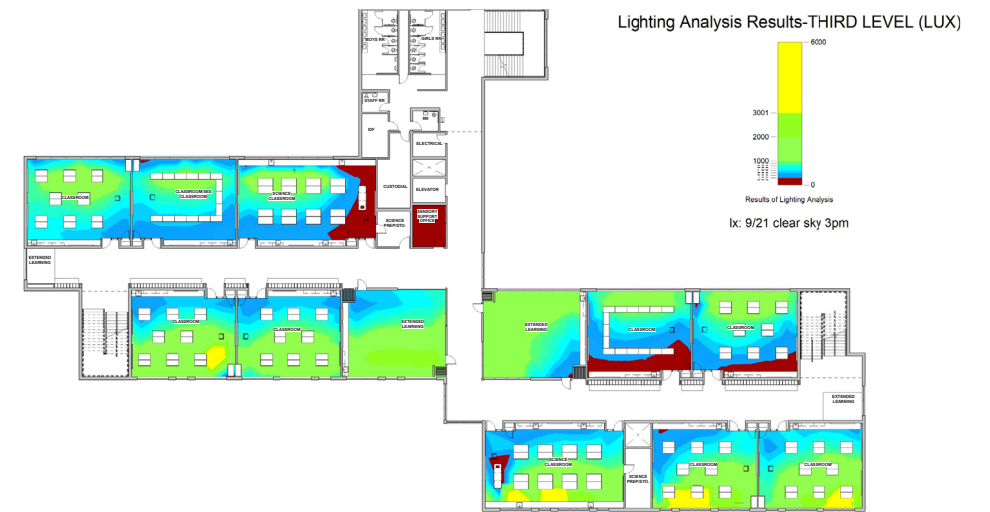 Lighting Analysis Results-THIRD LEVEL (LUX)
6000
3001
2000
1000
0
Results of Lighting Analysis
lx: 9/21 clear sky 3pm
BOYS RR
GIRLS RR
STAFF RR
RR
IDF
ELECTRICAL
CUSTODIAL
ELEVATOR
SENSORY
SUPPORT
OFFICE
SCIENCE
PREP/STO.
CLASSROOM
CLASSROOM
SCIENCE
CLASSROOM
EXTENDED
LEARNING
CLASSROOM
CLASSROOM
EXTENDED
LEARNING
EXTENDED
LEARNING
CLASSROOM
CLASSROOM
EXTENDED
LEARNING
SCIENCE
CLASSROOM
SCIENCE
PREP/STO.
CLASSROOM
CLASSROOM